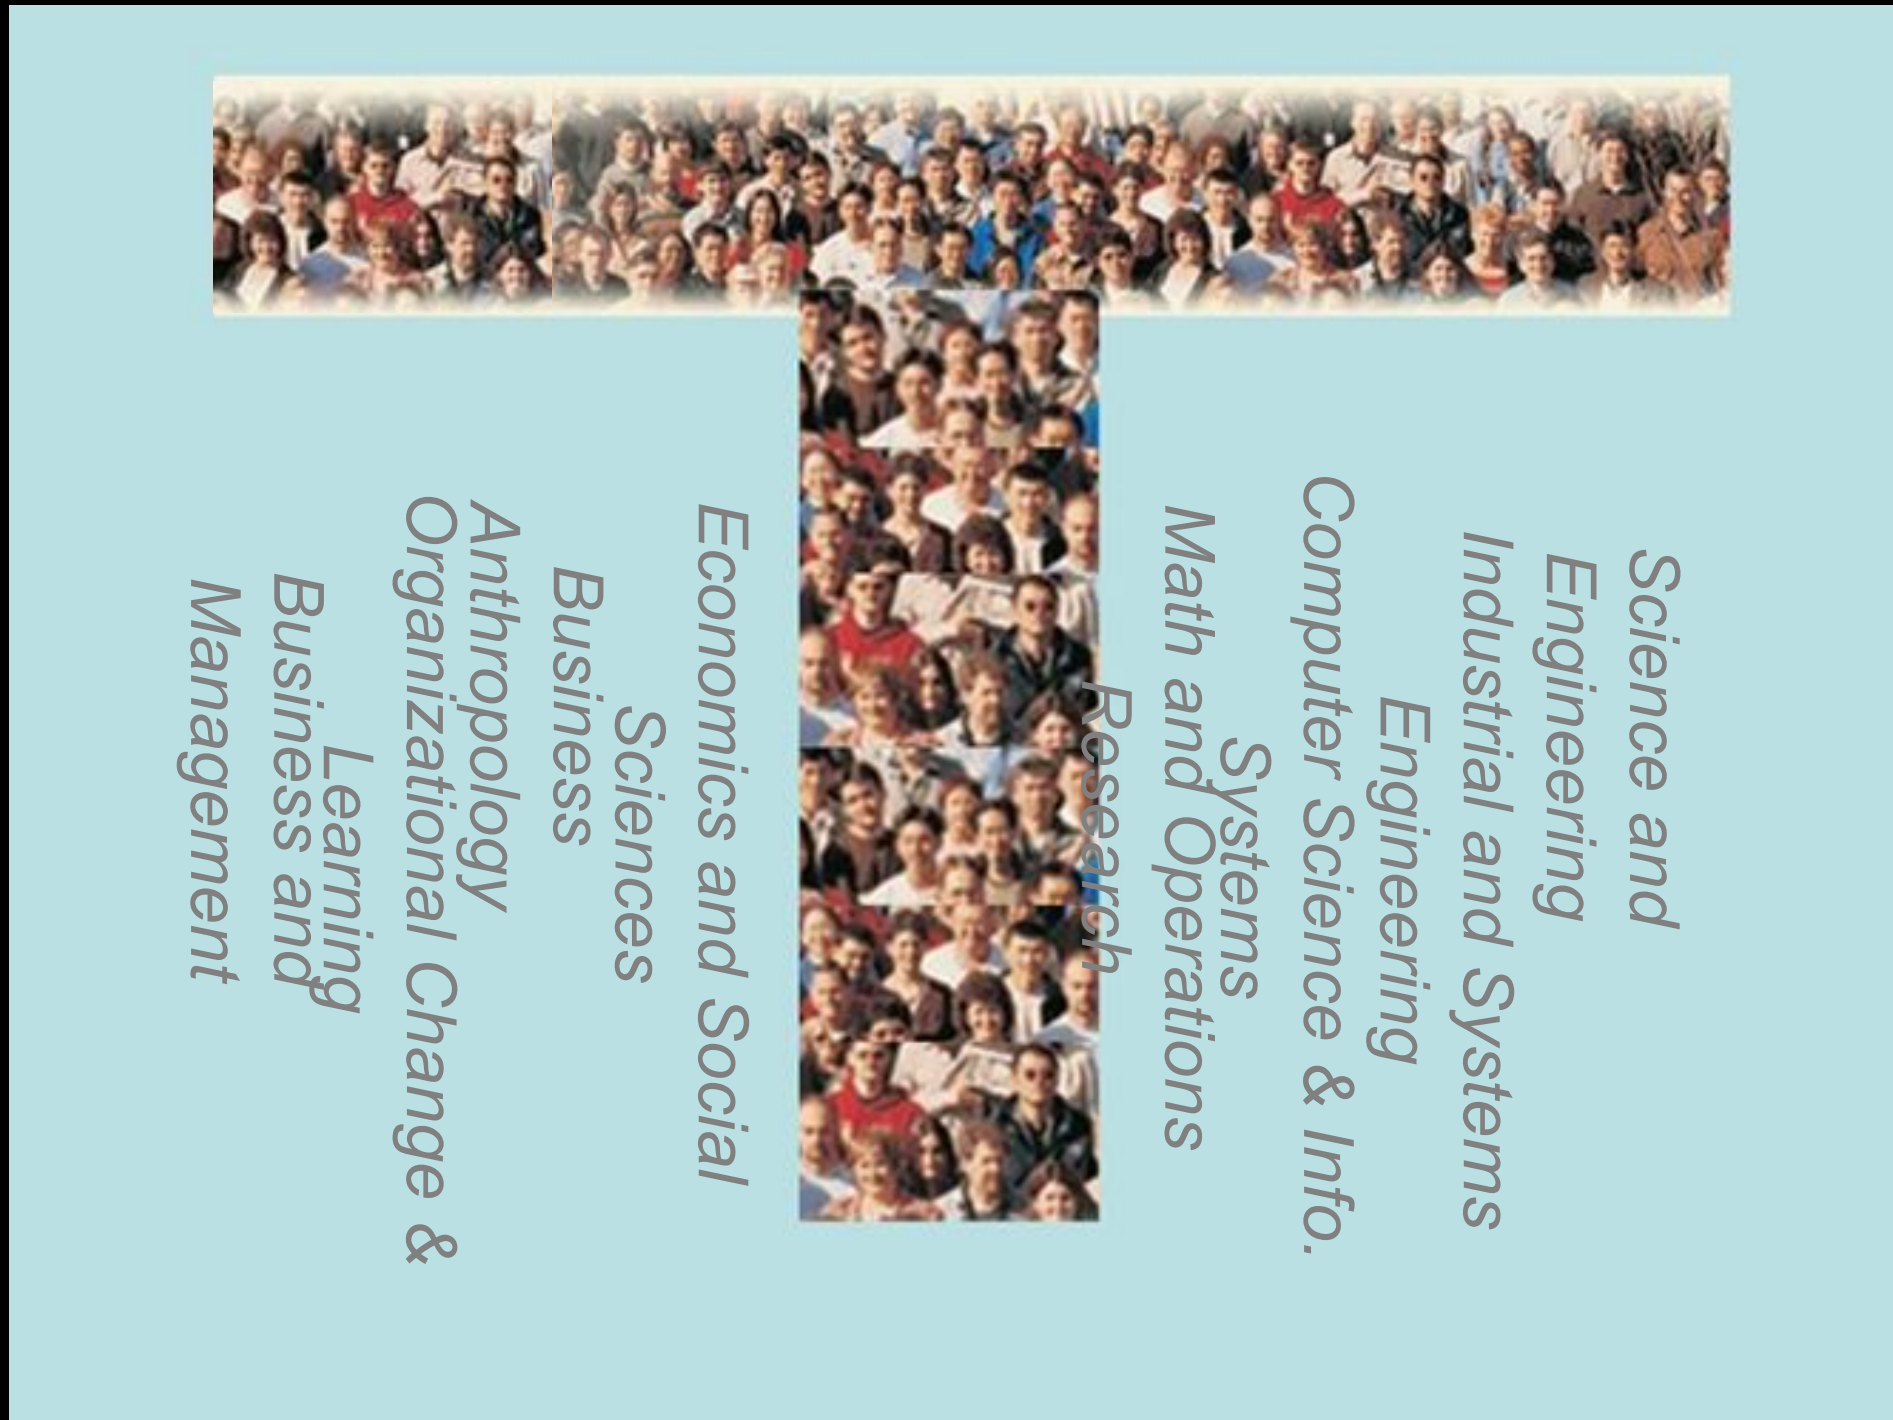 Science and
Engineering
Industrial and Systems
Engineering
Computer Science & Info.
Systems
Math and Operations
Research
Economics and Social
Sciences
Business
Anthropology
Organizational Change &
Learning
Business and
Management